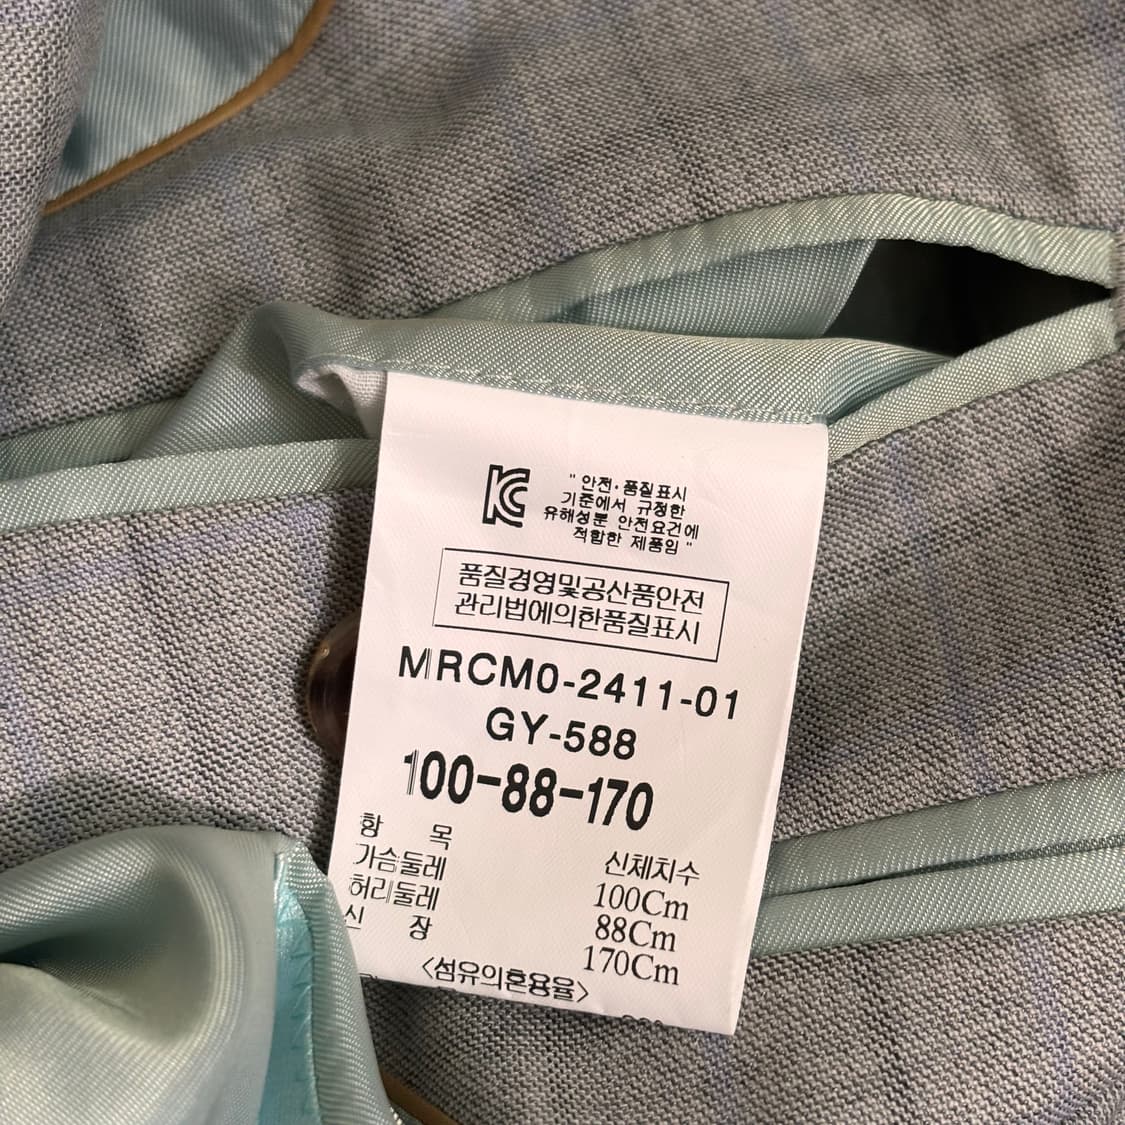 KC
" 안전·품질표시
기준에서 규정한
유해성분 안전요건에
적합한 제품임 "
품질경영및공산품안전
관리법에의한품질표시
MRCM0-2411-01
GY-588
100-88-170
항 목 신체치수
가슴둘레 100Cm
허리둘레 88Cm
신 장 170Cm
<섬유의혼용율>